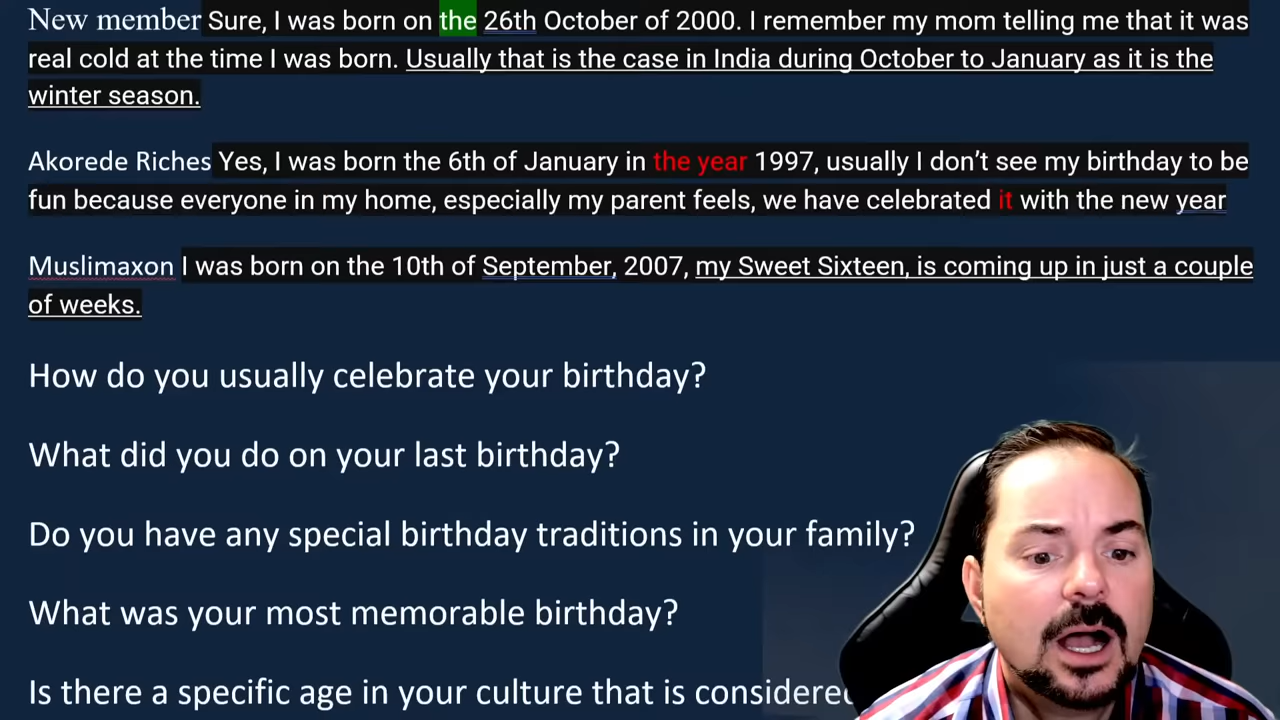 New member Sure, I was born on the 26th October of 2000. I remember my mom telling me that it was
real cold at the time I was born. Usually that is the case in India during October to January as it is the
winter season.
Akorede Riches Yes, I was born the 6th of January in the year 1997, usually I don’t see my birthday to be
fun because everyone in my home, especially my parent feels, we have celebrated it with the new year
Muslimaxon I was born on the 10th of September, 2007, my Sweet Sixteen, is coming up in just a couple
of weeks.
How do you usually celebrate your birthday?
What did you do on your last birthday?
Do you have any special birthday traditions in your family?
What was your most memorable birthday?
Is there a specific age in your culture that is considered